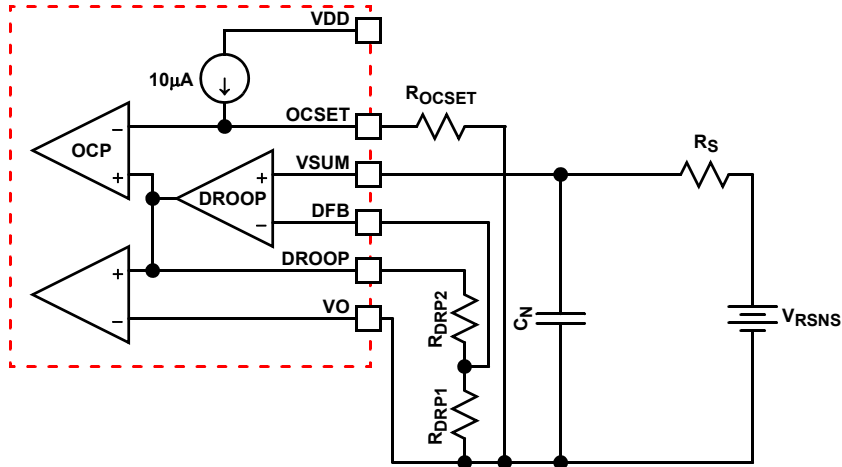 VDD
10µA
ROCSET
OCSET
−
OCP
+
RS
VSUM
+
DROOP
DFB
−
DROOP
+
RDRP2
VO
−
CN
VRSNS
RDRP1